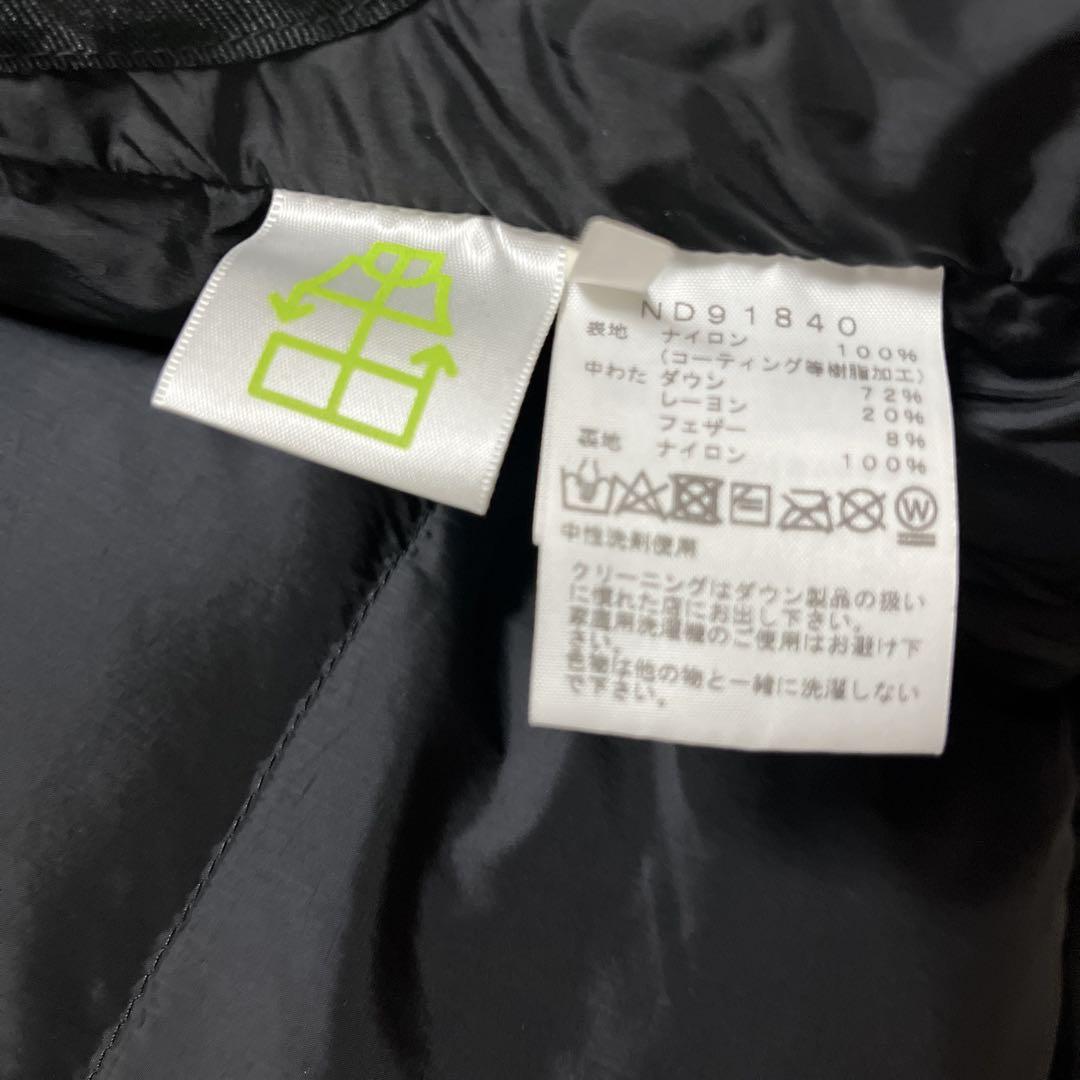 ND91840
表地 ナイロン 100%
(コーティング等樹脂加工)
中わた ダウン 72%
レーヨン 20%
フェザー 8%
裏地 ナイロン 100%
W
中性洗剤使用
クリーニングはダウン製品の扱い
に慣れた店にお出し下さい。
家庭用洗濯機のご使用はお避け下
さい。
色物は他の物と一緒に洗濯しない
で下さい。